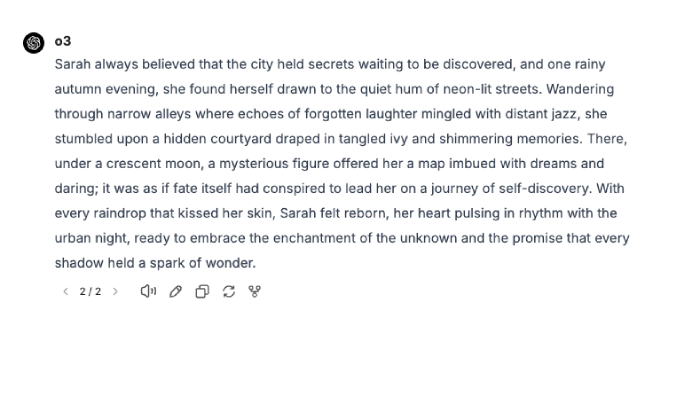 o3
Sarah always believed that the city held secrets waiting to be discovered, and one rainy
autumn evening, she found herself drawn to the quiet hum of neon-lit streets. Wandering
through narrow alleys where echoes of forgotten laughter mingled with distant jazz, she
stumbled upon a hidden courtyard draped in tangled ivy and shimmering memories. There,
under a crescent moon, a mysterious figure offered her a map imbued with dreams and
daring; it was as if fate itself had conspired to lead her on a journey of self-discovery. With
every raindrop that kissed her skin, Sarah felt reborn, her heart pulsing in rhythm with the
urban night, ready to embrace the enchantment of the unknown and the promise that every
shadow held a spark of wonder.
2 / 2